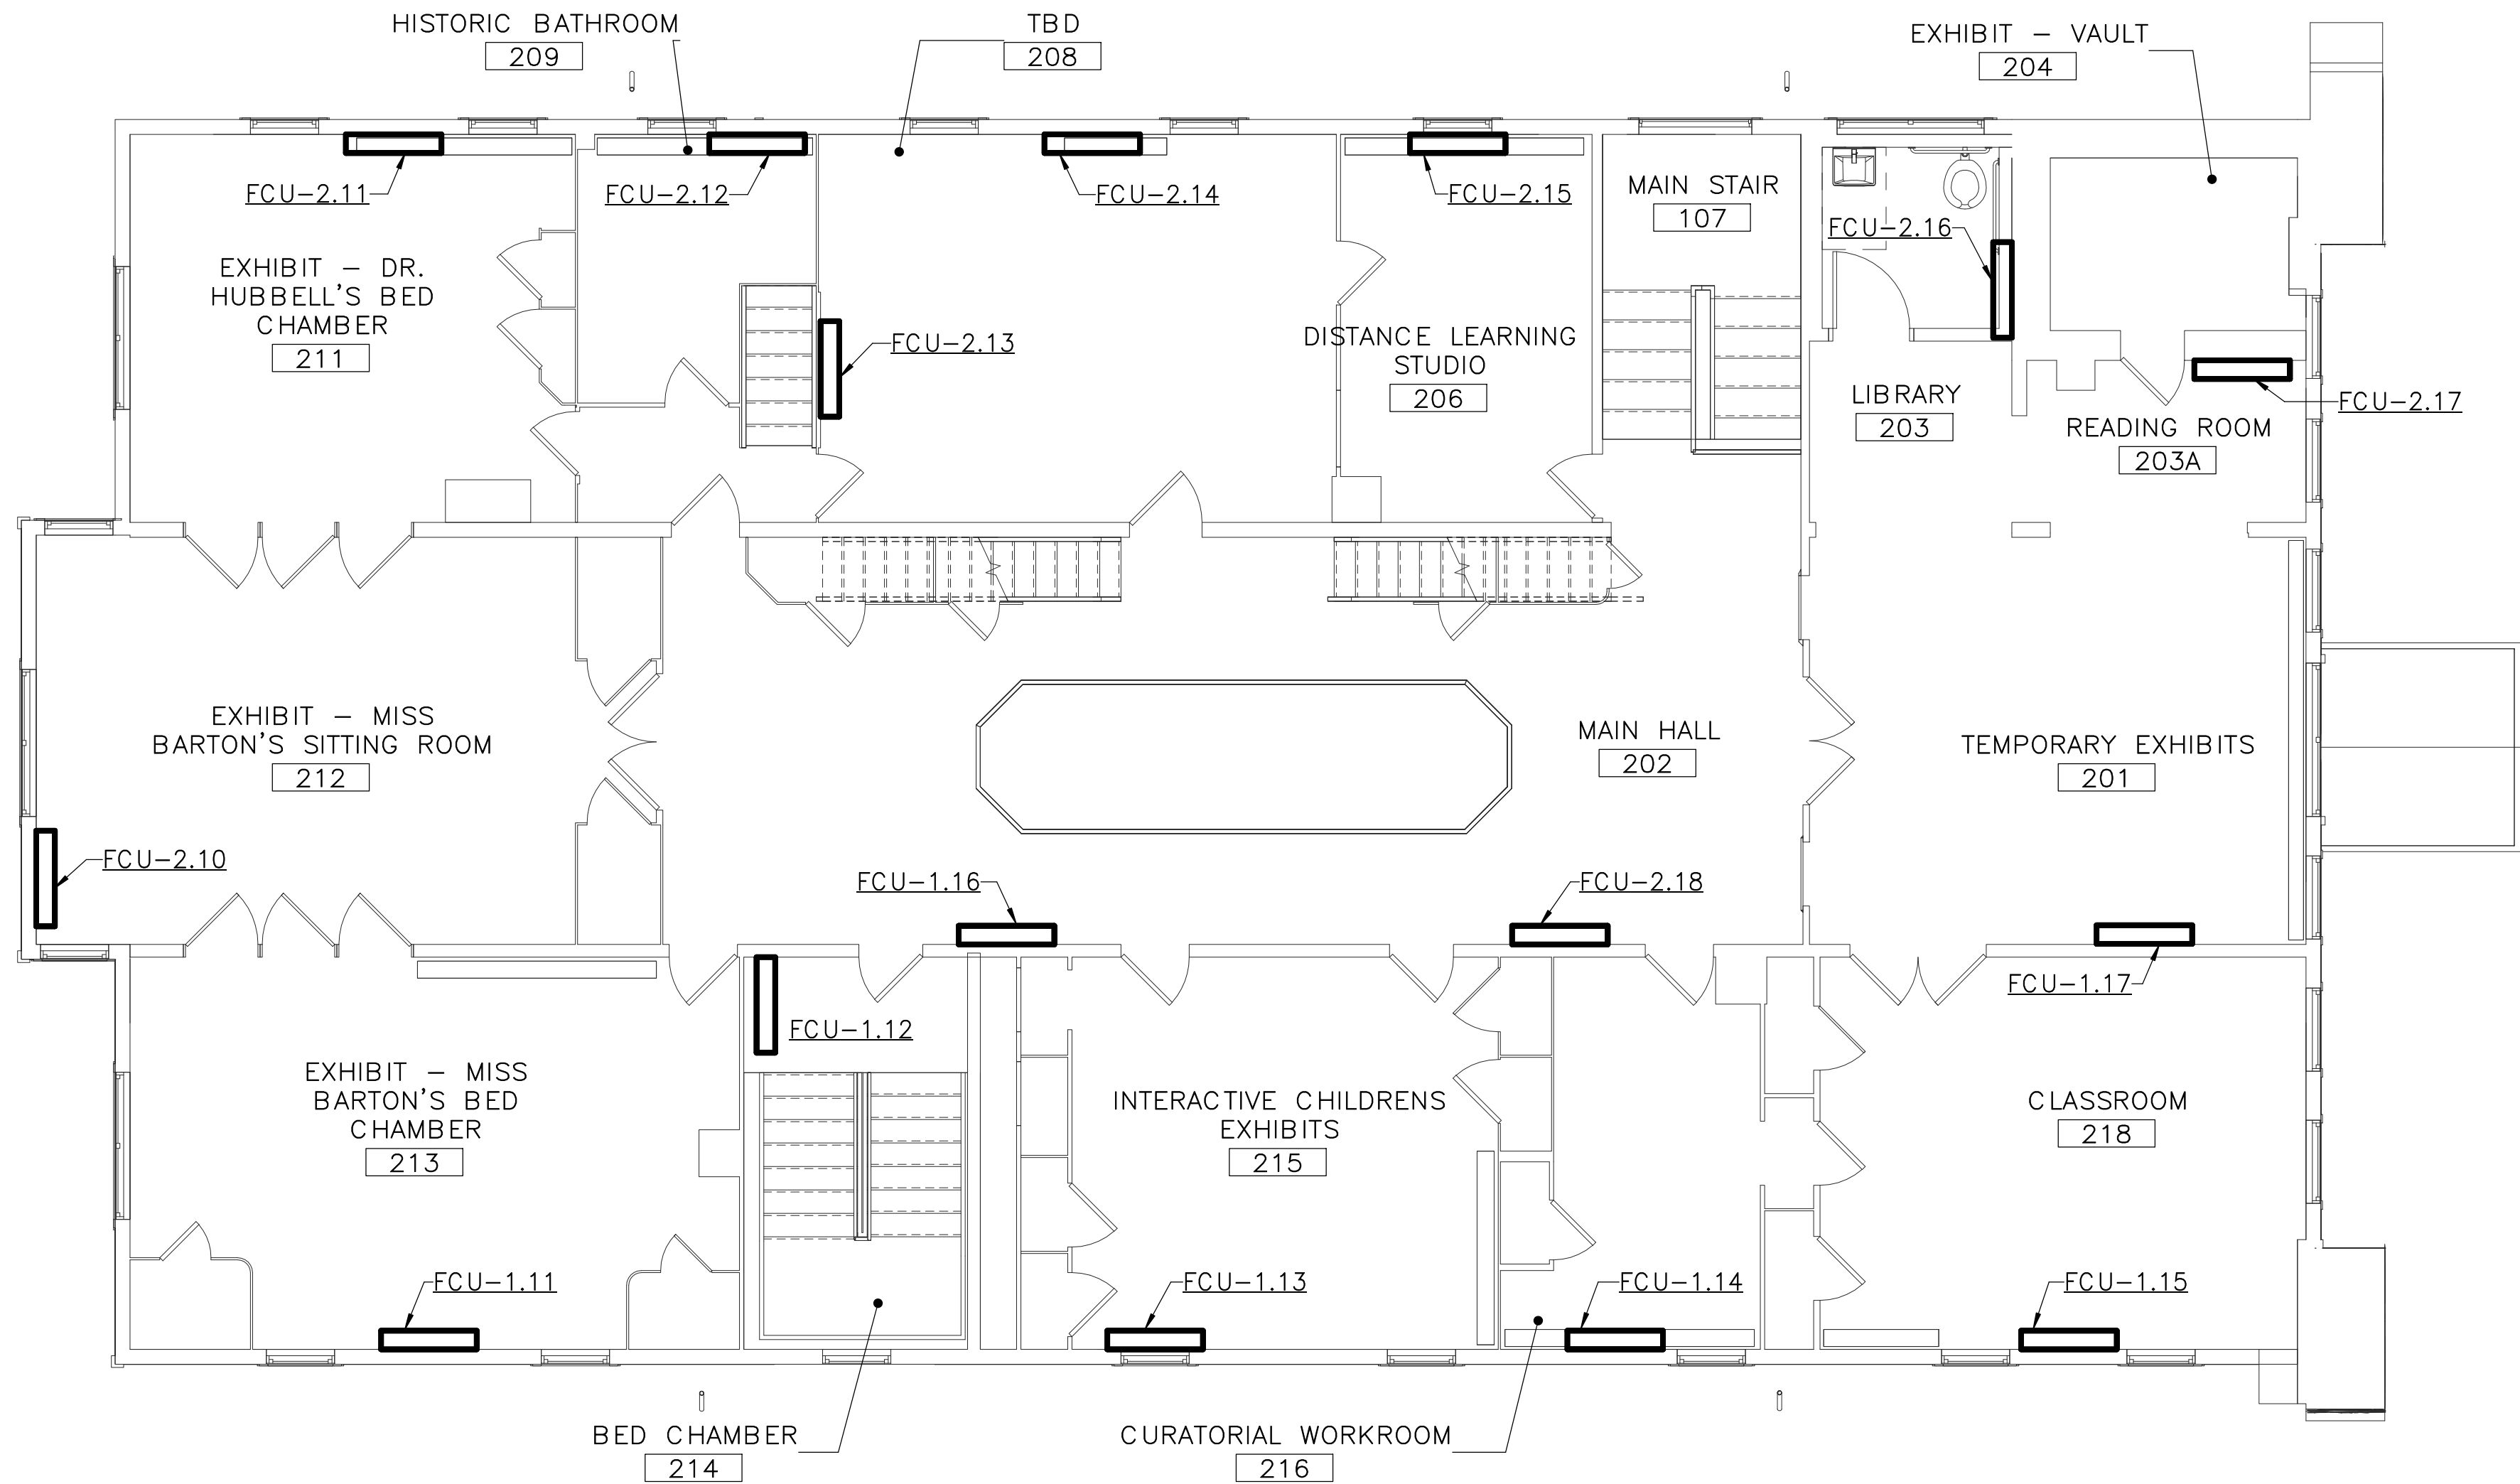 HISTORIC BATHROOM
209
TBD
208
EXHIBIT – VAULT
204
FCU–2.11
FCU–2.12
FCU–2.14
FCU–2.15
MAIN STAIR
107
FCU–2.16
EXHIBIT – DR.
HUBBELL'S BED
CHAMBER
211
FCU–2.13
DISTANCE LEARNING
STUDIO
206
LIBRARY
203
FCU–2.17
READING ROOM
203A
EXHIBIT – MISS
BARTON'S SITTING ROOM
212
MAIN HALL
202
TEMPORARY EXHIBITS
201
FCU–2.10
FCU–1.16
FCU–2.18
FCU–1.17
FCU–1.12
EXHIBIT – MISS
BARTON'S BED
CHAMBER
213
INTERACTIVE CHILDRENS
EXHIBITS
215
CLASSROOM
218
FCU–1.11
FCU–1.13
FCU–1.14
FCU–1.15
BED CHAMBER
214
CURATORIAL WORKROOM
216